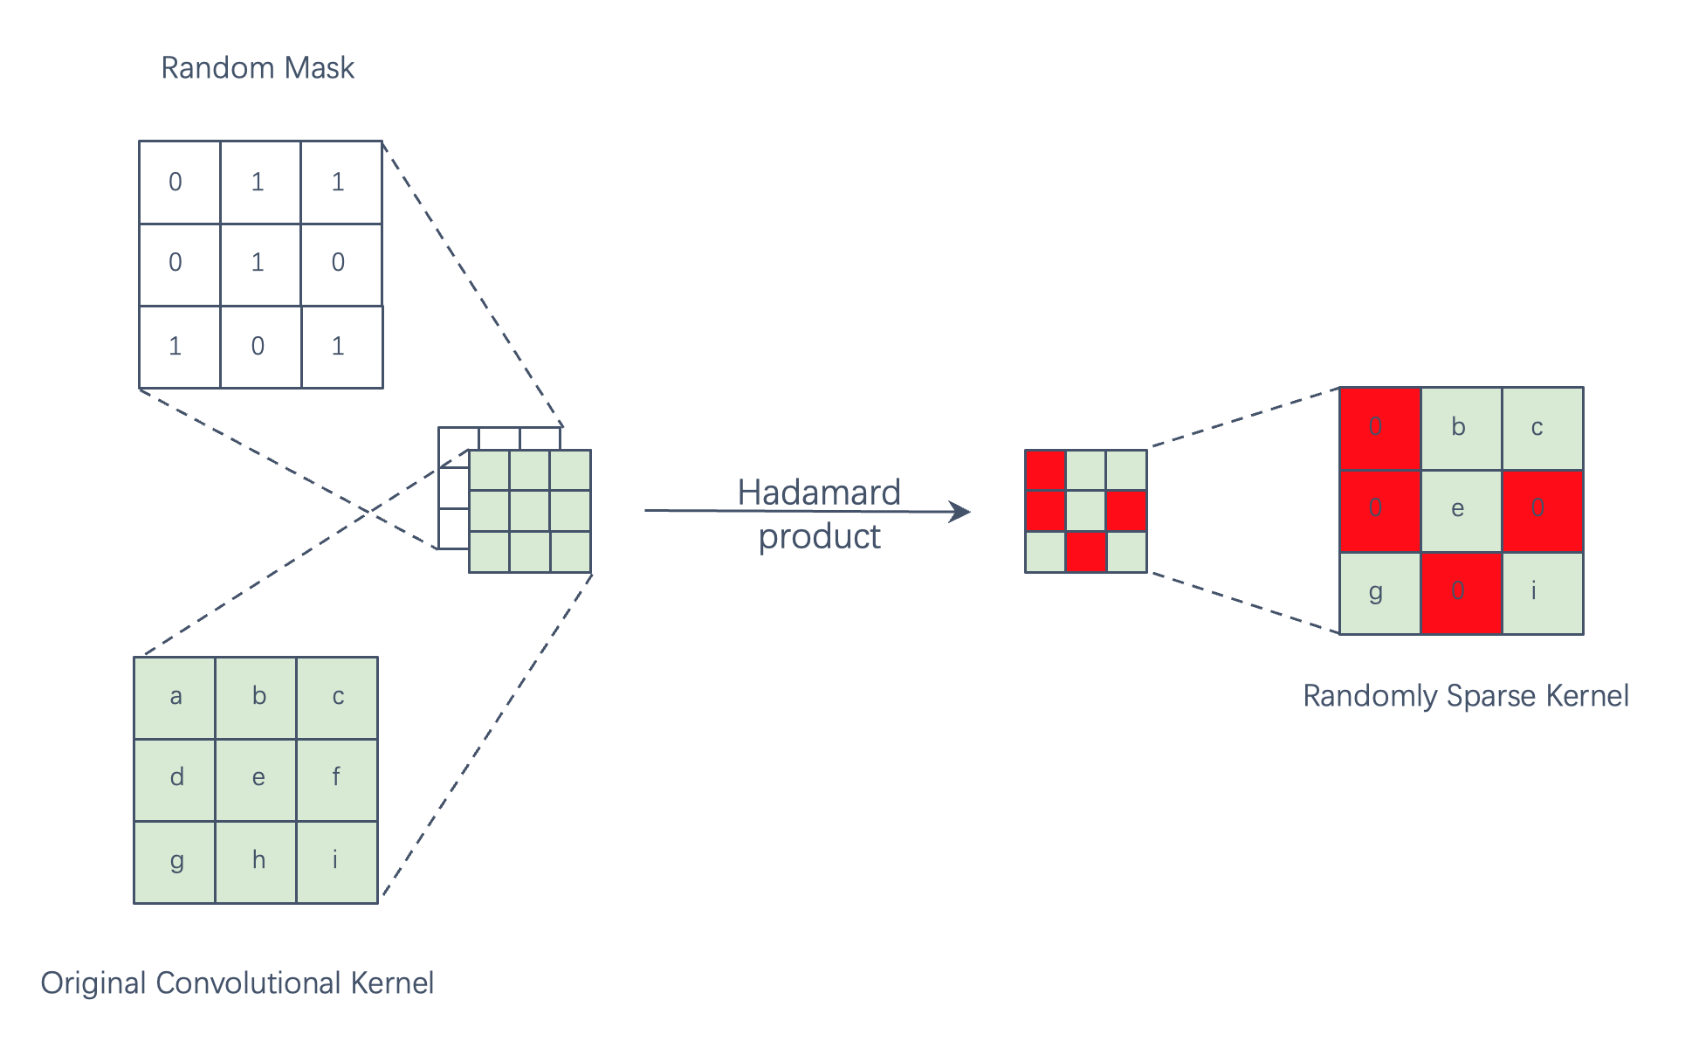 Random Mask
0 1 1
0 1 0
1 0 1
Hadamard
product
0 b c
0 e 0
g 0 i
Randomly Sparse Kernel
a b c
d e f
g h i
Original Convolutional Kernel